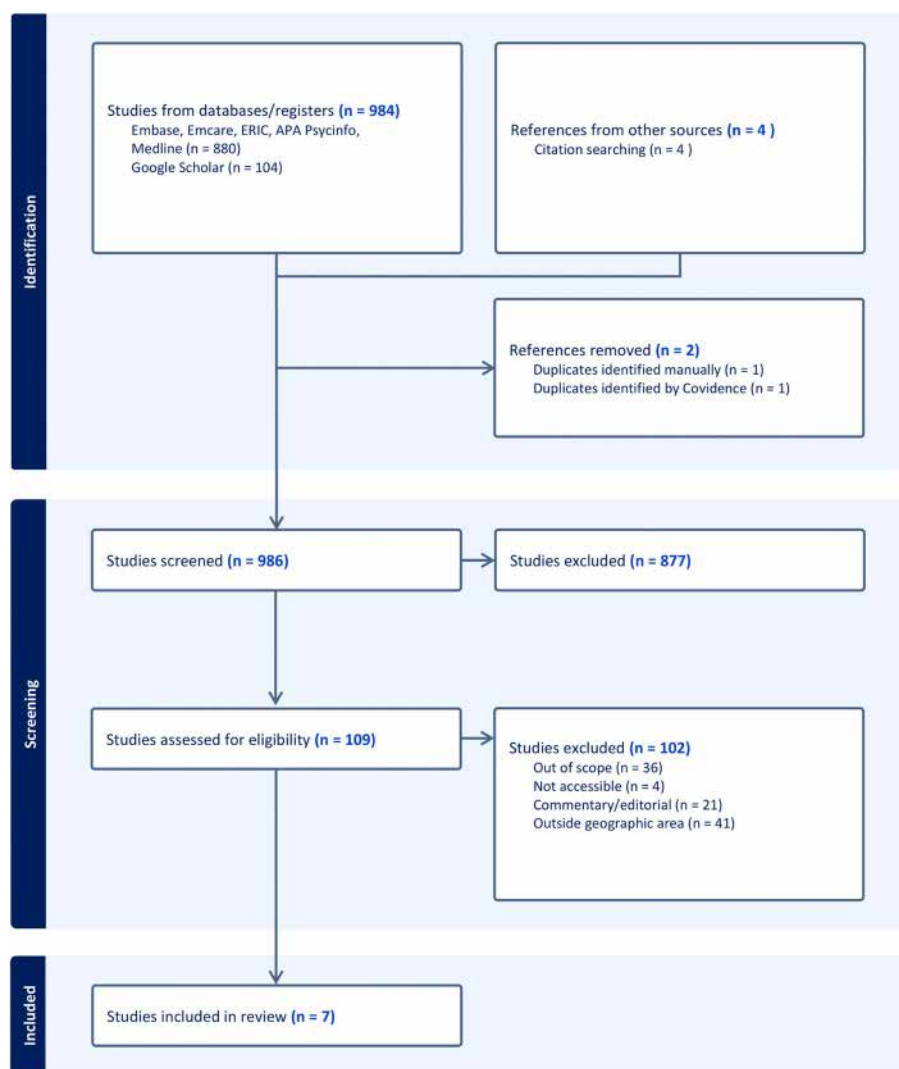 Identification
Studies from databases/registers (n = 984)
Embase, Emcare, ERIC, APA Psycinfo,
Medline (n = 880)
Google Scholar (n = 104)
References from other sources (n = 4 )
Citation searching (n = 4 )
References removed (n = 2)
Duplicates identified manually (n = 1)
Duplicates identified by Covidence (n = 1)
Screening
Studies screened (n = 986)
Studies excluded (n = 877)
Studies assessed for eligibility (n = 109)
Studies excluded (n = 102)
Out of scope (n = 36)
Not accessible (n = 4)
Commentary/editorial (n = 21)
Outside geographic area (n = 41)
Included
Studies included in review (n = 7)